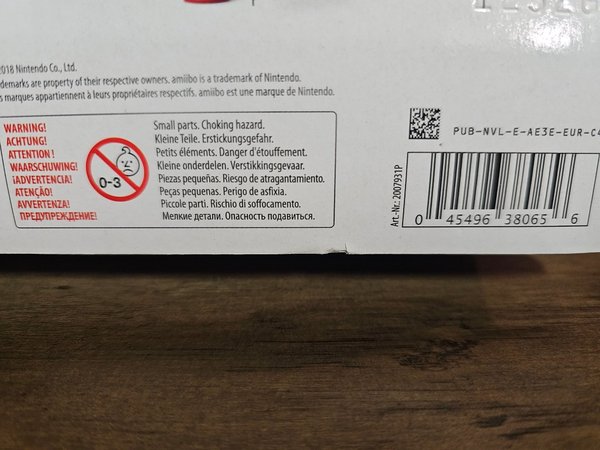 2018 Nintendo Co., Ltd.
demarks are property of their respective owners. amiibo is a trademark of Nintendo.
s marques appartiennent à leurs propriétaires respectifs. amiibo est une marque de Nintendo.
WARNING! Small parts. Choking hazard.
ACHTUNG! Kleine Teile. Erstickungsgefahr.
ATTENTION ! Petits éléments. Danger d'étouffement.
WAARSCHUWING! Kleine onderdelen. Verstikkingsgevaar.
¡ADVERTENCIA! Piezas pequeñas. Riesgo de atragantamiento.
ATENÇÃO! Peças pequenas. Perigo de asfixia.
AVVERTENZA! Piccole parti. Rischio di soffocamento.
ПРЕДУПРЕЖДЕНИЕ! Мелкие детали. Опасность подавиться.
0-3
PUB-NVL-E-AE3E-EUR-C4
Art.-Nr.: 2007931P
0 45496 38065 6